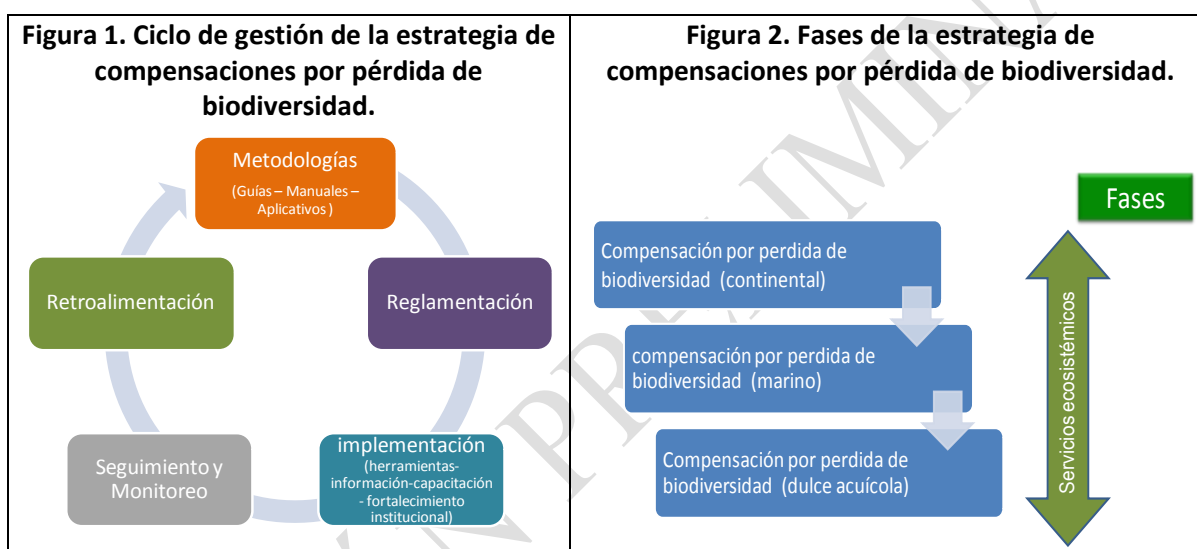 Figura 1. Ciclo de gestión de la estrategia de
compensaciones por pérdida de
biodiversidad.
Metodologías
(Guías – Manuales –
Aplicativos )
Reglamentación
implementación
(herramientas-
información-capacitación
- fortalecimiento
institucional)
Seguimiento y
Monitoreo
Retroalimentación
Figura 2. Fases de la estrategia de
compensaciones por pérdida de biodiversidad.
Fases
Compensación por perdida de
biodiversidad (continental)
compensación por perdida de
biodiversidad (marino)
Compensación por perdida de
biodiversidad (dulce acuícola)
Servicios ecosistémicos